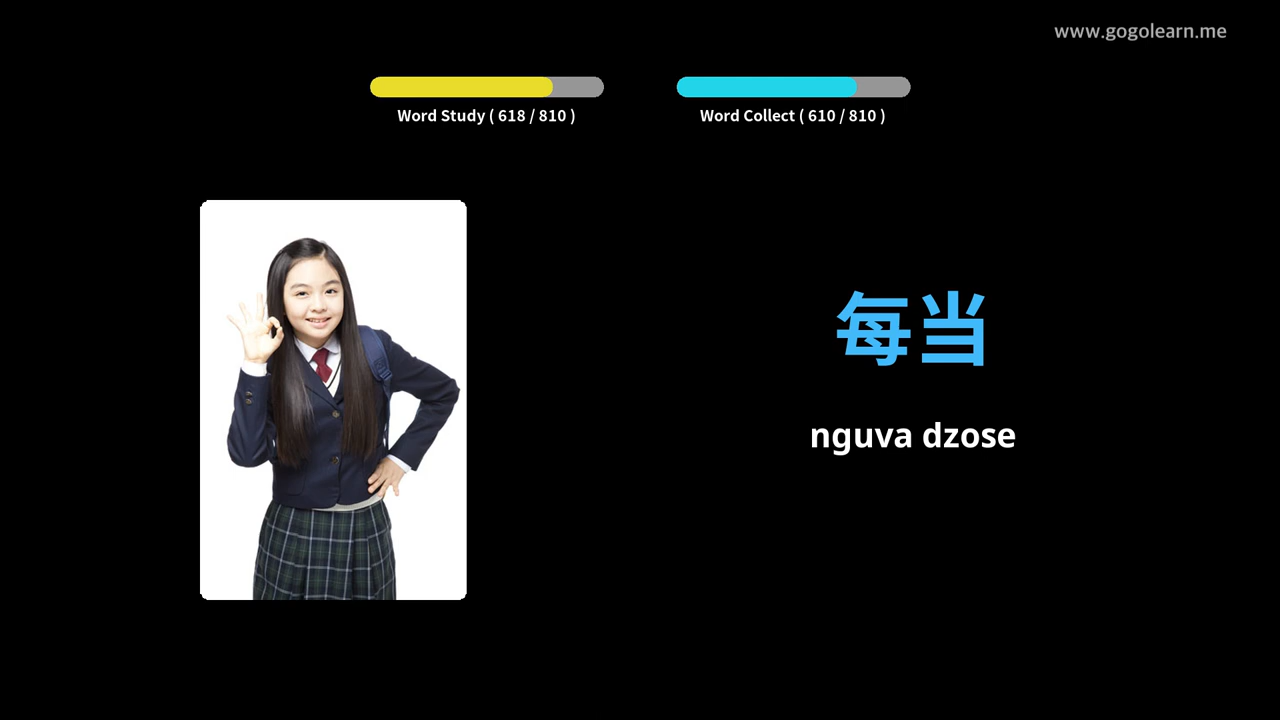 www.gogolearn.me
Word Study ( 618 / 810 )
Word Collect ( 610 / 810 )
每当
nguva dzose